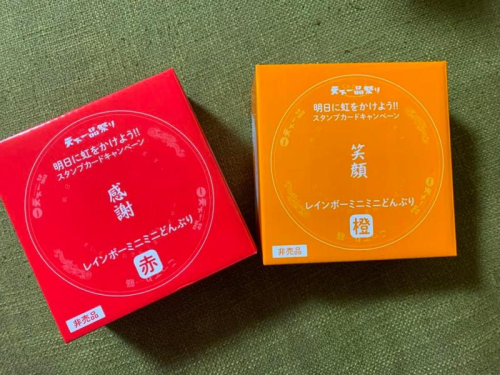 天下一品祭り
明日に虹をかけよう!!
スタンプカードキャンペーン
感謝
レインボーミニミニどんぶり
赤
非売品
天下一品祭り
明日に虹をかけよう!!
スタンプカードキャンペーン
笑顔
レインボーミニミニどんぶり
橙
非売品